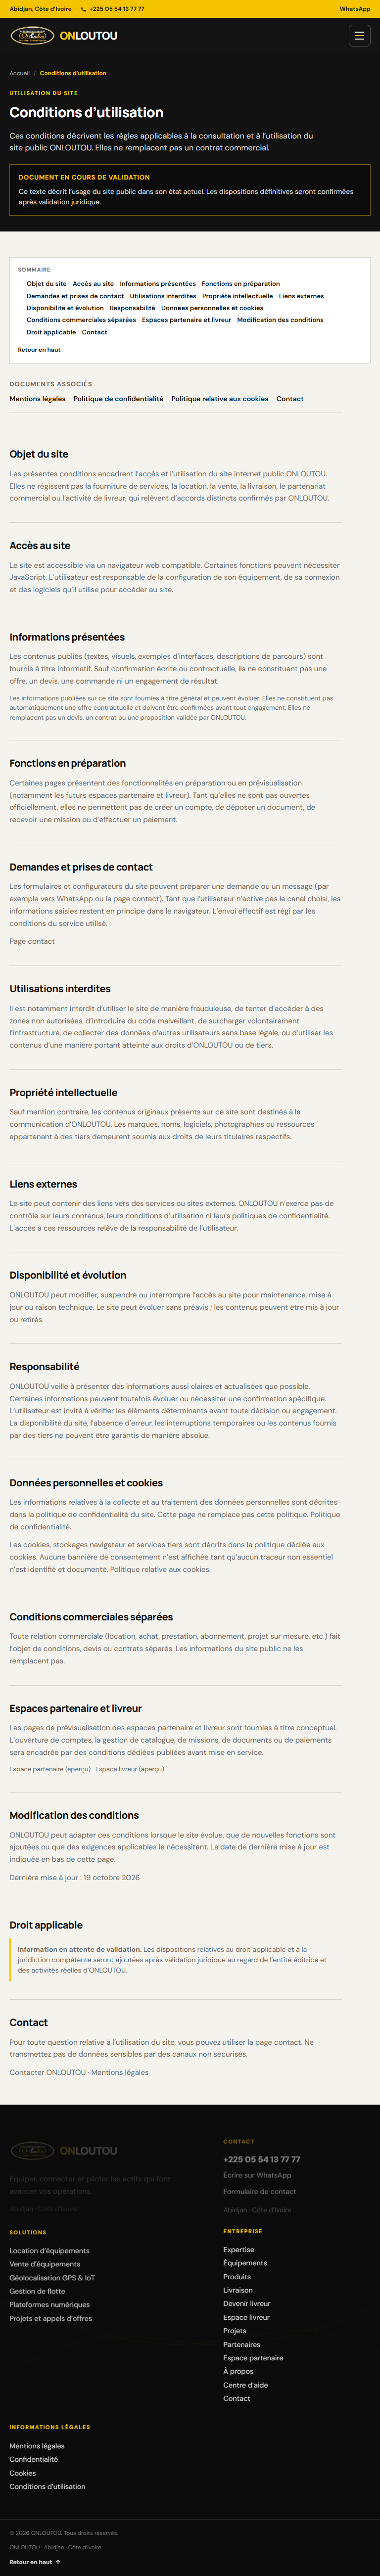 Abidjan, Côte d'Ivoire · +225 05 54 13 77 77 WhatsApp
ONLOUTOU
Accueil / Conditions d'utilisation
UTILISATION DU SITE
Conditions d'utilisation
Ces conditions décrivent les règles applicables à la consultation et à l'utilisation du
site public ONLOUTOU. Elles ne remplacent pas un contrat commercial.
DOCUMENT EN COURS DE VALIDATION
Ce texte décrit l'usage du site public dans son état actuel. Les dispositions définitives seront confirmées
après validation juridique.
SOMMAIRE
Objet du site Accès au site Informations présentées Fonctions en préparation
Demandes et prises de contact Utilisations interdites Propriété intellectuelle Liens externes
Disponibilité et évolution Responsabilité Données personnelles et cookies
Conditions commerciales séparées Espaces partenaire et livreur Modification des conditions
Droit applicable Contact
Retour en haut
DOCUMENTS ASSOCIÉS
Mentions légales Politique de confidentialité Politique relative aux cookies Contact
Objet du site
Les présentes conditions encadrent l'accès et l'utilisation du site internet public ONLOUTOU.
Elles ne régissent pas la fourniture de services, la location, la vente, la livraison, le partenariat
commercial ou l'activité de livreur, qui relèvent d'accords distincts confirmés par ONLOUTOU.
Accès au site
Le site est accessible via un navigateur web compatible. Certaines fonctions peuvent nécessiter
JavaScript. L'utilisateur est responsable de la configuration de son équipement, de sa connexion
et des logiciels qu'il utilise pour accéder au site.
Informations présentées
Les contenus publiés (textes, visuels, exemples d'interfaces, descriptions de parcours) sont
fournis à titre informatif. Sauf confirmation écrite ou contractuelle, ils ne constituent pas une
offre, un devis, une commande ni un engagement de résultat.
Les informations publiées sur ce site sont fournies à titre général et peuvent évoluer. Elles ne constituent pas
automatiquement une offre contractuelle et doivent être confirmées avant tout engagement. Elles ne
remplacent pas un devis, un contrat ou une proposition validée par ONLOUTOU.
Fonctions en préparation
Certaines pages présentent des fonctionnalités en préparation ou en prévisualisation
(notamment les futurs espaces partenaire et livreur). Tant qu'elles ne sont pas ouvertes
officiellement, elles ne permettent pas de créer un compte, de déposer un document, de
recevoir une mission ou d'effectuer un paiement.
Demandes et prises de contact
Les formulaires et configurateurs du site peuvent préparer une demande ou un message (par
exemple vers WhatsApp ou la page contact). Tant que l'utilisateur n'active pas le canal choisi, les
informations saisies restent en principe dans le navigateur. L'envoi effectif est régi par les
conditions du service utilisé.
Page contact
Utilisations interdites
Il est notamment interdit d'utiliser le site de manière frauduleuse, de tenter d'accéder à des
zones non autorisées, d'introduire du code malveillant, de surcharger volontairement
l'infrastructure, de collecter des données d'autres utilisateurs sans base légale, ou d'utiliser les
contenus d'une manière portant atteinte aux droits d'ONLOUTOU ou de tiers.
Propriété intellectuelle
Sauf mention contraire, les contenus originaux présents sur ce site sont destinés à la
communication d'ONLOUTOU. Les marques, noms, logiciels, photographies ou ressources
appartenant à des tiers demeurent soumis aux droits de leurs titulaires respectifs.
Liens externes
Le site peut contenir des liens vers des services ou sites externes. ONLOUTOU n'exerce pas de
contrôle sur leurs contenus, leurs conditions d'utilisation ni leurs politiques de confidentialité.
L'accès à ces ressources relève de la responsabilité de l'utilisateur.
Disponibilité et évolution
ONLOUTOU peut modifier, suspendre ou interrompre l'accès au site pour maintenance, mise à
jour ou raison technique. Le site peut évoluer sans préavis ; les contenus peuvent être mis à jour
ou retirés.
Responsabilité
ONLOUTOU veille à présenter des informations aussi claires et actualisées que possible.
Certaines informations peuvent toutefois évoluer ou nécessiter une confirmation spécifique.
L'utilisateur est invité à vérifier les éléments déterminants avant toute décision ou engagement.
La disponibilité du site, l'absence d'erreur, les interruptions temporaires ou les contenus fournis
par des tiers ne peuvent être garantis de manière absolue.
Données personnelles et cookies
Les informations relatives à la collecte et au traitement des données personnelles sont décrites
dans la politique de confidentialité du site. Cette page ne remplace pas cette politique. Politique
de confidentialité.
Les cookies, stockages navigateur et services tiers sont décrits dans la politique dédiée aux
cookies. Aucune bannière de consentement n'est affichée tant qu'aucun traceur non essentiel
n'est identifié et documenté. Politique relative aux cookies.
Conditions commerciales séparées
Toute relation commerciale (location, achat, prestation, abonnement, projet sur mesure, etc.) fait
l'objet de conditions, devis ou contrats séparés. Les informations du site public ne les
remplacent pas.
Espaces partenaire et livreur
Les pages de prévisualisation des espaces partenaire et livreur sont fournies à titre conceptuel.
L'ouverture de comptes, la gestion de catalogue, de missions, de documents ou de paiements
sera encadrée par des conditions dédiées publiées avant mise en service.
Espace partenaire (aperçu) · Espace livreur (aperçu)
Modification des conditions
ONLOUTOU peut adapter ces conditions lorsque le site évolue, que de nouvelles fonctions sont
ajoutées ou que des exigences applicables le nécessitent. La date de dernière mise à jour est
indiquée en bas de cette page.
Dernière mise à jour : 19 octobre 2026
Droit applicable
Information en attente de validation. Les dispositions relatives au droit applicable et à la
juridiction compétente seront ajoutées après validation juridique au regard de l'entité éditrice et
des activités réelles d'ONLOUTOU.
Contact
Pour toute question relative à l'utilisation du site, vous pouvez utiliser la page contact. Ne
transmettez pas de données sensibles par des canaux non sécurisés.
Contacter ONLOUTOU · Mentions légales
ONLOUTOU
Équiper, connecter et piloter les actifs qui font
avancer vos opérations.
Abidjan · Côte d'Ivoire
CONTACT
+225 05 54 13 77 77
Écrire sur WhatsApp
Formulaire de contact
Abidjan · Côte d'Ivoire
SOLUTIONS
Location d'équipements
Vente d'équipements
Géolocalisation GPS & IoT
Gestion de flotte
Plateformes numériques
Projets et appels d'offres
ENTREPRISE
Expertise
Équipements
Produits
Livraison
Devenir livreur
Espace livreur
Projets
Partenaires
Espace partenaire
À propos
Centre d'aide
Contact
INFORMATIONS LÉGALES
Mentions légales
Confidentialité
Cookies
Conditions d'utilisation
© 2026 ONLOUTOU. Tous droits réservés.
ONLOUTOU · Abidjan · Côte d'Ivoire
Retour en haut ↑